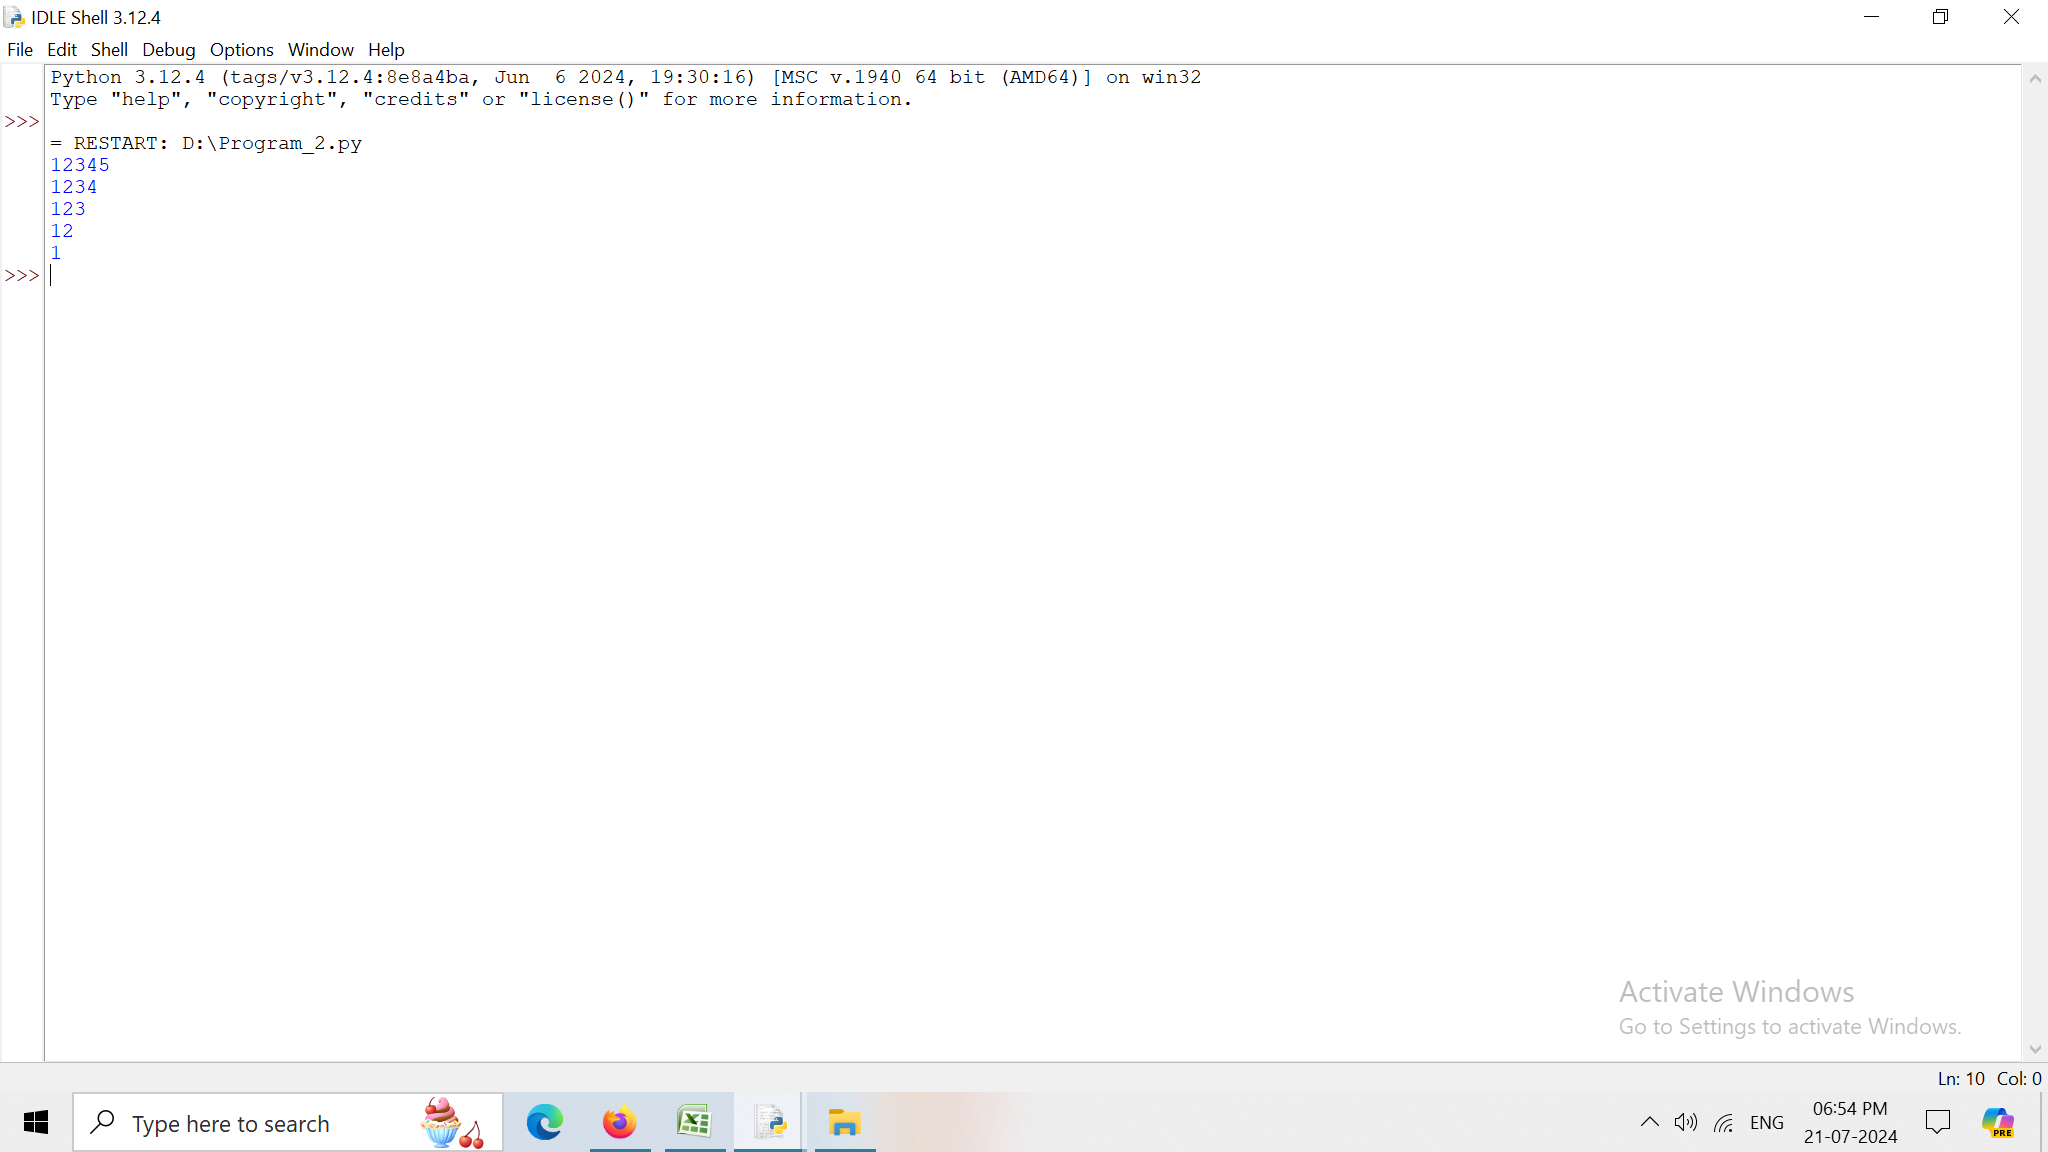 IDLE Shell 3.12.4
File Edit Shell Debug Options Window Help
Python 3.12.4 (tags/v3.12.4:8e8a4ba, Jun  6 2024, 19:30:16) [MSC v.1940 64 bit (AMD64)] on win32
Type "help", "copyright", "credits" or "license()" for more information.
>>>
= RESTART: D:\Program_2.py
12345
1234
123
12
1
>>>
Activate Windows
Go to Settings to activate Windows.
Ln: 10 Col: 0
Type here to search
ENG
06:54 PM
21-07-2024
PRE